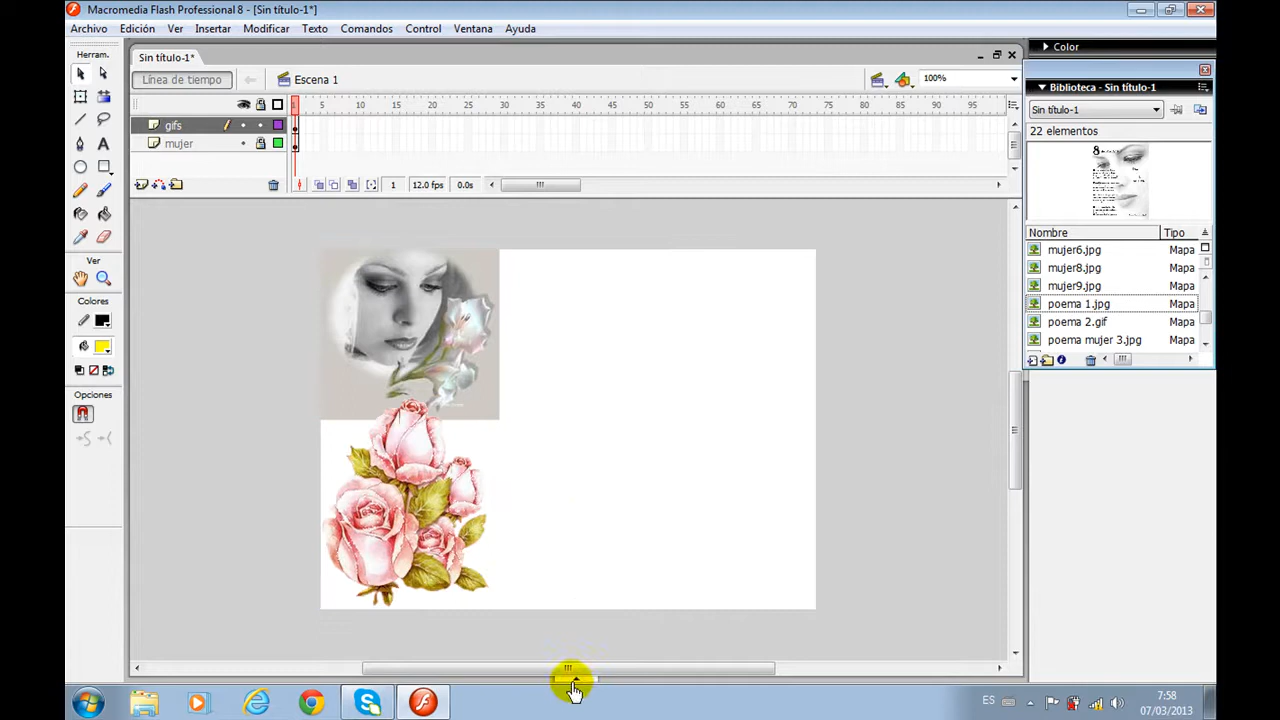 Macromedia Flash Professional 8 - [Sin título-1*]
Archivo Edición Ver Insertar Modificar Texto Comandos Control Ventana Ayuda
Color
Herram.
Sin título-1*
Línea de tiempo
Escena 1
100%
Biblioteca - Sin título-1
Sin título-1
22 elementos
1 5 10 15 20 25 30 35 40 45 50 55 60 65 70 75 80 85 90 95
gifs
mujer
1 12.0 fps 0.0s
8
Nombre Tipo
mujer6.jpg Mapa
mujer8.jpg Mapa
mujer9.jpg Mapa
poema 1.jpg Mapa
poema 2.gif Mapa
poema mujer 3.jpg Mapa
Ver
Colores
Opciones
ES
7:58
07/03/2013